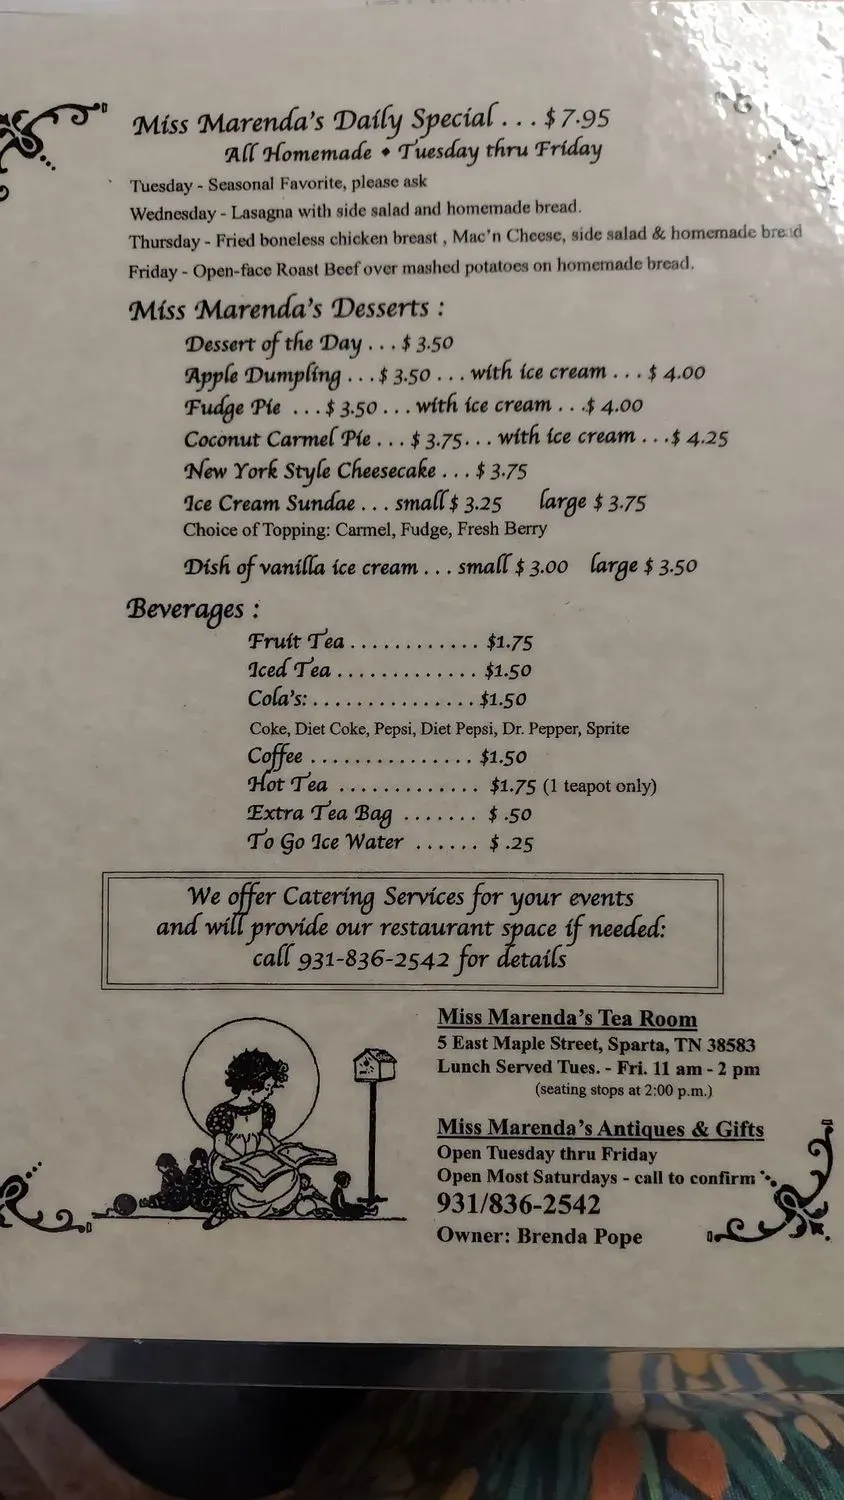 Miss Marenda's Daily Special . . . $ 7.95
All Homemade • Tuesday thru Friday
Tuesday - Seasonal Favorite, please ask
Wednesday - Lasagna with side salad and homemade bread.
Thursday - Fried boneless chicken breast , Mac'n Cheese, side salad & homemade bread
Friday - Open-face Roast Beef over mashed potatoes on homemade bread.
Miss Marenda's Desserts :
Dessert of the Day . . . $ 3.50
Apple Dumpling . . . $ 3.50 . . . with ice cream . . . $ 4.00
Fudge Pie . . . $ 3.50 . . . with ice cream . . .$ 4.00
Coconut Carmel Pie . . . $ 3.75. . . with ice cream . . .$ 4.25
New York Style Cheesecake . . . $ 3.75
Ice Cream Sundae . . . small $ 3.25 large $ 3.75
Choice of Topping: Carmel, Fudge, Fresh Berry
Dish of vanilla ice cream . . . small $ 3.00 large $ 3.50
Beverages :
Fruit Tea . . . . . . . . . . . . $1.75
Iced Tea . . . . . . . . . . . . . $1.50
Cola's: . . . . . . . . . . . . . . . $1.50
Coke, Diet Coke, Pepsi, Diet Pepsi, Dr. Pepper, Sprite
Coffee . . . . . . . . . . . . . . . $1.50
Hot Tea . . . . . . . . . . . . . $1.75 (1 teapot only)
Extra Tea Bag . . . . . . . $ .50
To Go Ice Water . . . . . . $ .25
We offer Catering Services for your events
and will provide our restaurant space if needed:
call 931-836-2542 for details
Miss Marenda's Tea Room
5 East Maple Street, Sparta, TN 38583
Lunch Served Tues. - Fri. 11 am - 2 pm
(seating stops at 2:00 p.m.)
Miss Marenda's Antiques & Gifts
Open Tuesday thru Friday
Open Most Saturdays - call to confirm
931/836-2542
Owner: Brenda Pope